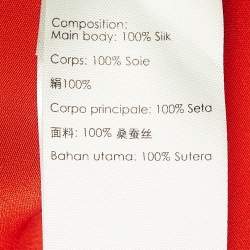 Composition:
Main body: 100% Silk
Corps: 100% Soie
絹100%
Corpo principale: 100% Seta
面料: 100% 桑蚕丝
Bahan utama: 100% Sutera